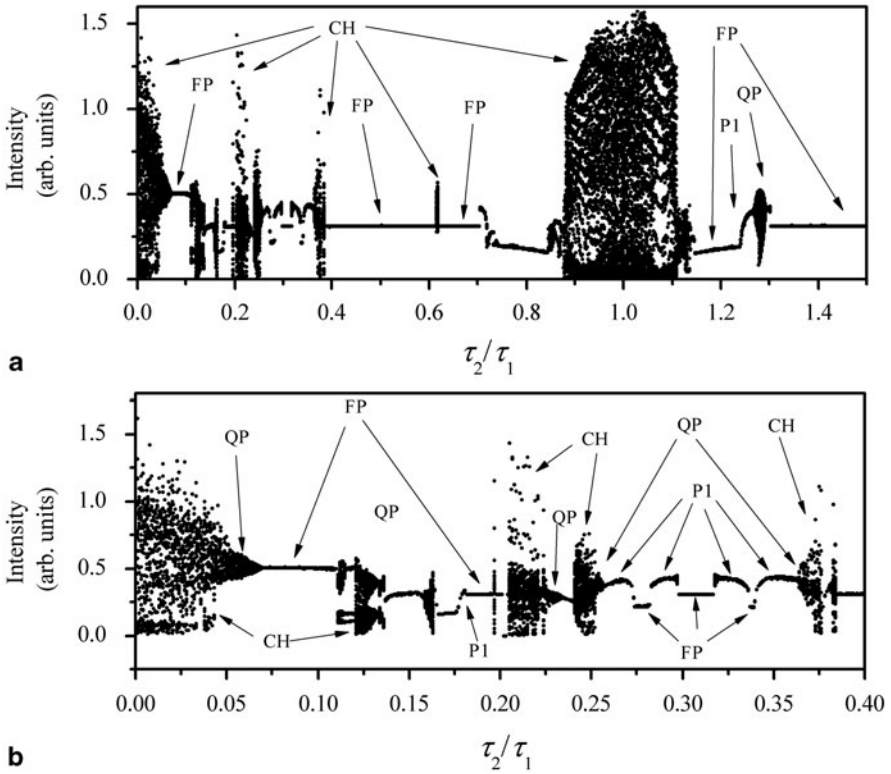 1.5
1.0
0.5
0.0
Intensity
(arb. units)
CH
FP
FP
FP
FP
QP
P1
0.0 0.2 0.4 0.6 0.8 1.0 1.2 1.4
τ2/τ1
a
1.5
1.0
0.5
0.0
Intensity
(arb. units)
QP
FP
QP
CH
P1
CH
QP
QP
P1
CH
FP
0.00 0.05 0.10 0.15 0.20 0.25 0.30 0.35 0.40
τ2/τ1
b